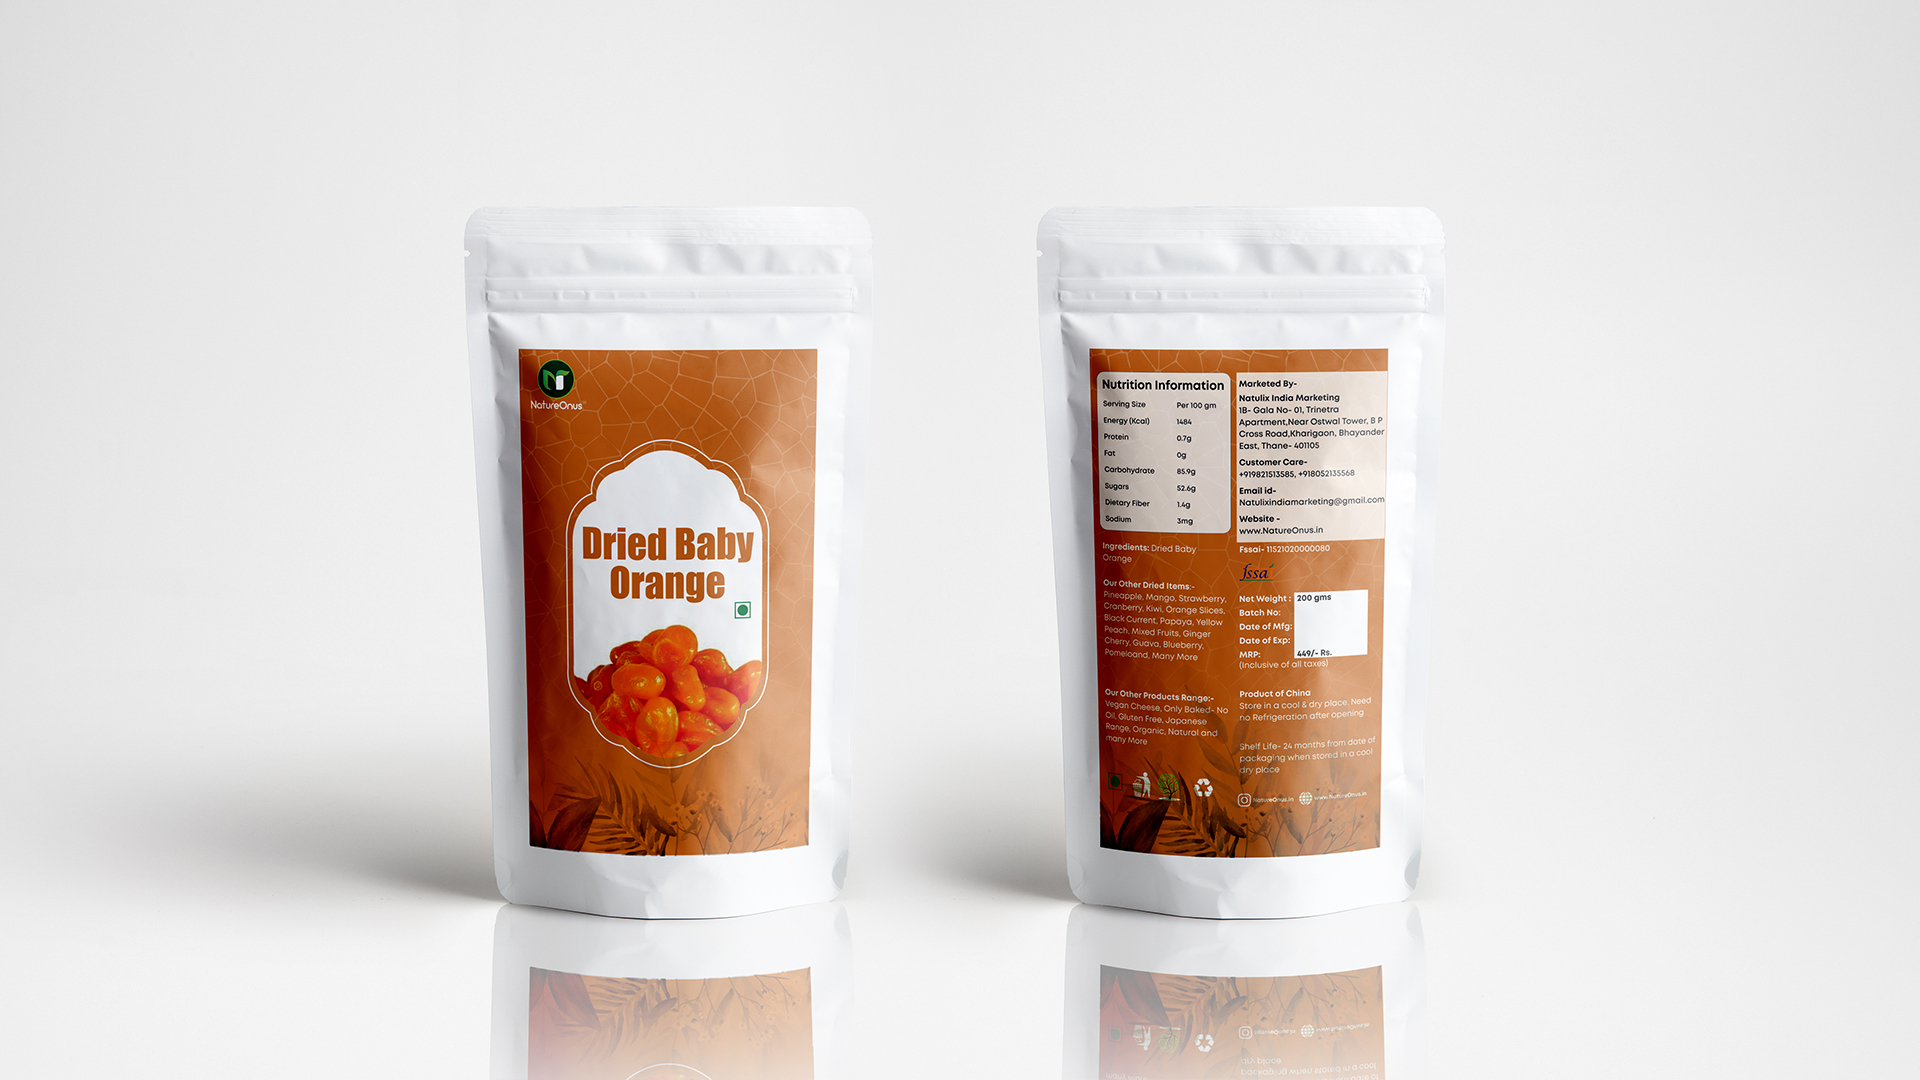 NatureOnus
Dried Baby
Orange
Nutrition Information
Serving Size Per 100 gm
Energy (Kcal) 1484
Protein 0.7g
Fat 0g
Carbohydrate 85.9g
Sugars 52.6g
Dietary Fiber 1.4g
Sodium 3mg
Ingredients: Dried Baby
Orange
Our Other Dried Items:-
Pineapple, Mango, Strawberry,
Cranberry, Kiwi, Orange Slices,
Black Current, Papaya, Yellow
Peach, Mixed Fruits, Ginger
Cherry, Guava, Blueberry,
Pomeloand, Many More
Our Other Products Range:-
Vegan Cheese, Only Baked- No
Oil, Gluten Free, Japanese
Range, Organic, Natural and
many More
Marketed By-
Natulix India Marketing
1B- Gala No- 01, Trinetra
Apartment,Near Ostwal Tower, B P
Cross Road,Kharigaon, Bhayander
East, Thane- 401105
Customer Care-
+919821513585, +918052135568
Email id-
Natulixindiamarketing@gmail.com
Website -
www.NatureOnus.in
Fssai- 11521020000080
fssai
Net Weight : 200 gms
Batch No:
Date of Mfg:
Date of Exp:
MRP: 449/- Rs.
(Inclusive of all taxes)
Product of China
Store in a cool & dry place. Need
no Refrigeration after opening
Shelf Life- 24 months from date of
packaging when stored in a cool
dry place
NatureOnus.in www.NatureOnus.in